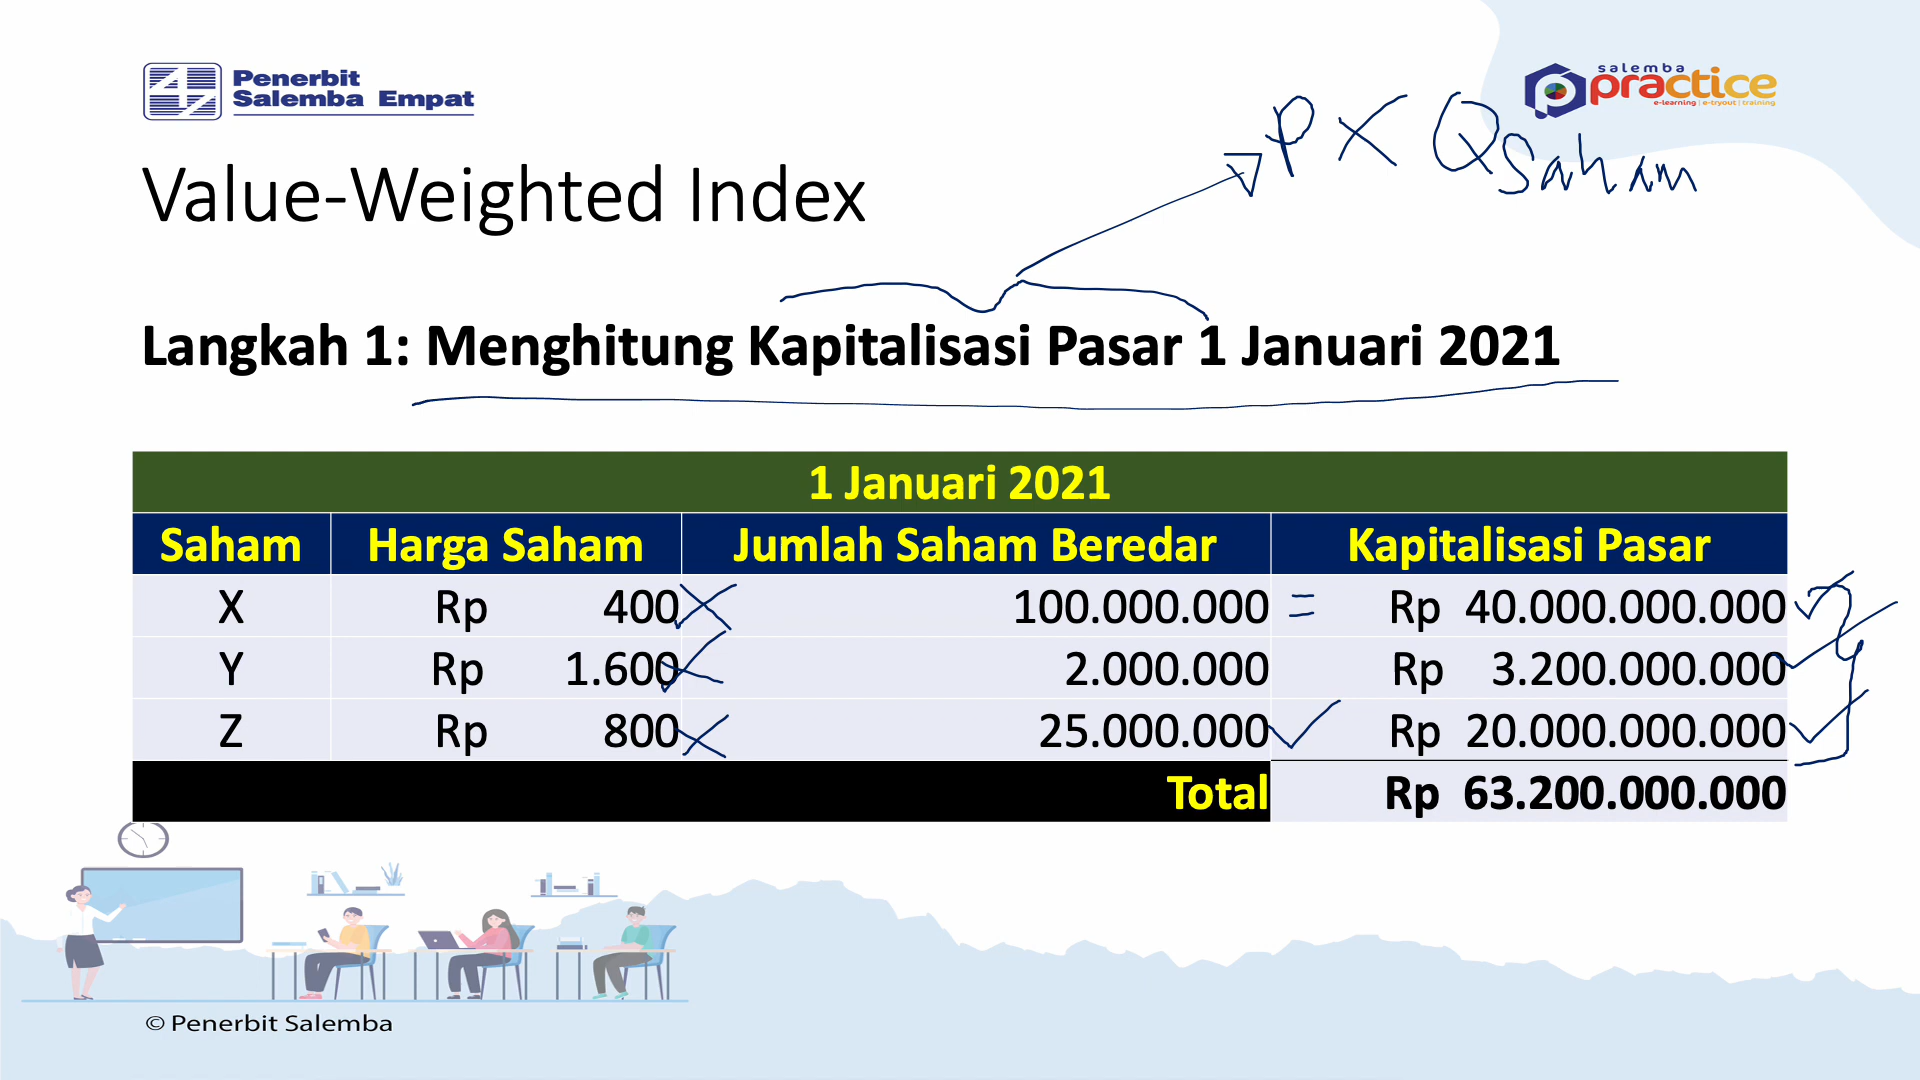 Penerbit
Salemba Empat
salemba
practice
e-learning | e-tryout | training
P X Q Saham
Value-Weighted Index
Langkah 1: Menghitung Kapitalisasi Pasar 1 Januari 2021
1 Januari 2021
Saham Harga Saham Jumlah Saham Beredar Kapitalisasi Pasar
X Rp 400 X 100.000.000 = Rp 40.000.000.000
Y Rp 1.600 X 2.000.000 Rp 3.200.000.000
Z Rp 800 X 25.000.000 Rp 20.000.000.000
Total Rp 63.200.000.000
© Penerbit Salemba